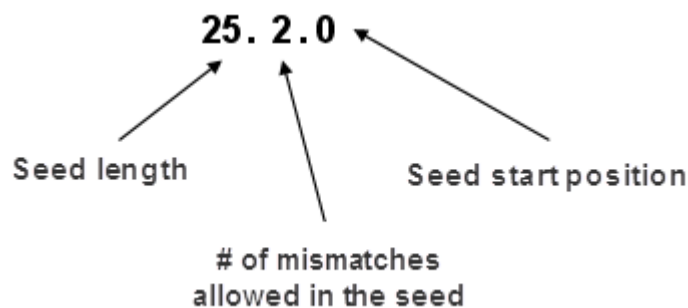 25. 2.0
Seed length
Seed start position
# of mismatches
allowed in the seed